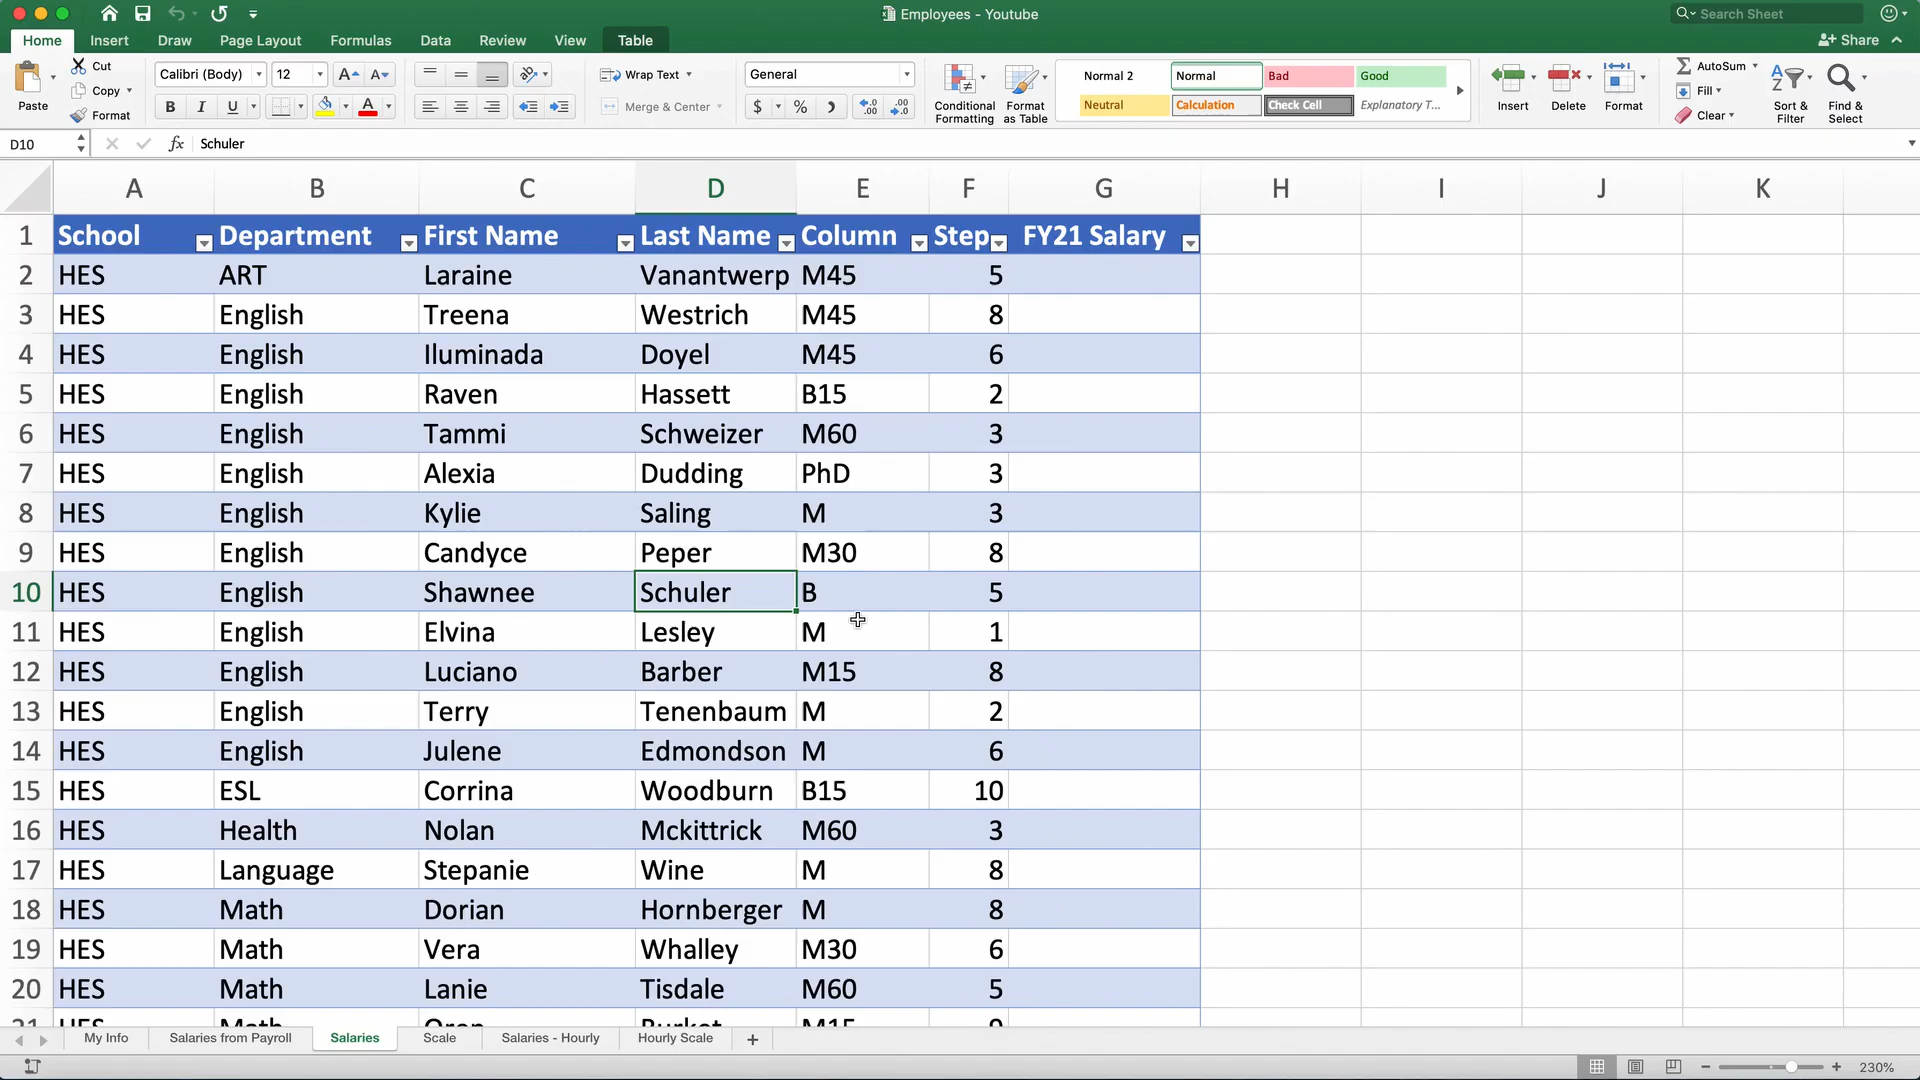 Employees - Youtube
Search Sheet
Home Insert Draw Page Layout Formulas Data Review View Table
Share
Paste
Cut
Copy
Format
Calibri (Body) 12
A A
B I U A
Wrap Text
Merge & Center
General
$ % )
.0 .00
.00 .0
Conditional Formatting
Format as Table
Normal 2 Normal Bad Good
Neutral Calculation Check Cell Explanatory T...
Insert Delete Format
AutoSum
Fill
Clear
Sort & Filter
Find & Select
D10 fx Schuler
A B C D E F G H I J K
1 School Department First Name Last Name Column Step FY21 Salary
2 HES ART Laraine Vanantwerp M45 5
3 HES English Treena Westrich M45 8
4 HES English Iluminada Doyel M45 6
5 HES English Raven Hassett B15 2
6 HES English Tammi Schweizer M60 3
7 HES English Alexia Dudding PhD 3
8 HES English Kylie Saling M 3
9 HES English Candyce Peper M30 8
10 HES English Shawnee Schuler B 5
11 HES English Elvina Lesley M 1
12 HES English Luciano Barber M15 8
13 HES English Terry Tenenbaum M 2
14 HES English Julene Edmondson M 6
15 HES ESL Corrina Woodburn B15 10
16 HES Health Nolan Mckittrick M60 3
17 HES Language Stepanie Wine M 8
18 HES Math Dorian Hornberger M 8
19 HES Math Vera Whalley M30 6
20 HES Math Lanie Tisdale M60 5
21 HES Math M15
My Info Salaries from Payroll Salaries Scale Salaries - Hourly Hourly Scale +
230%